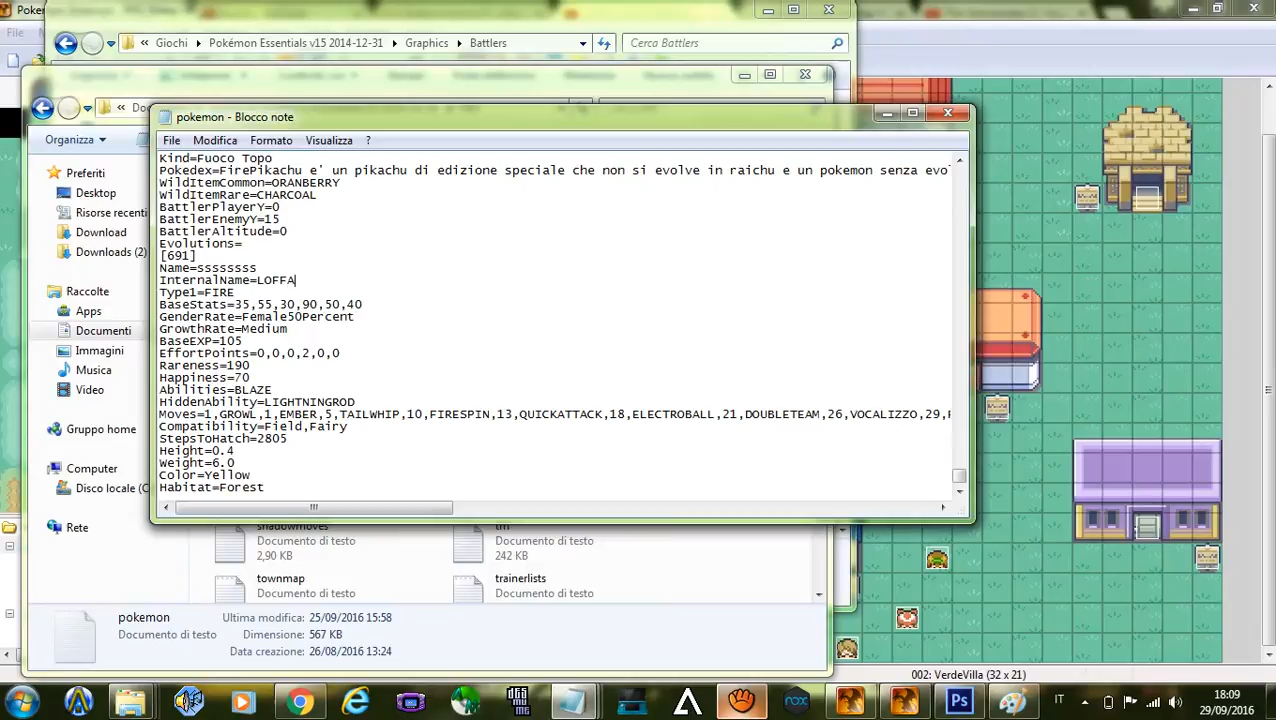 Pokem
Giochi
Pokémon Essentials v15 2014-12-31
Graphics
Battlers
Cerca Battlers
pokemon - Blocco note
Organizza
File
Modifica
Formato
Visualizza
?
Kind=Fuoco Topo
Pokedex=FirePikachu e' un pikachu di edizione speciale che non si evolve in raichu e un pokemon senza evo
WildItemCommon=ORANBERRY
WildItemRare=CHARCOAL
BattlerPlayerY=0
BattlerEnemyY=15
BattlerAltitude=0
Evolutions=
[691]
Name=ssssssss
InternalName=LOFFA
Type1=FIRE
BaseStats=35,55,30,90,50,40
GenderRate=Female50Percent
GrowthRate=Medium
BaseEXP=105
EffortPoints=0,0,0,2,0,0
Rareness=190
Happiness=70
Abilities=BLAZE
HiddenAbility=LIGHTNINGROD
Moves=1,GROWL,1,EMBER,5,TAILWHIP,10,FIRESPIN,13,QUICKATTACK,18,ELECTROBALL,21,DOUBLETEAM,26,VOCALIZZO,29,
Compatibility=Field,Fairy
StepsToHatch=2805
Height=0.4
Weight=6.0
Color=Yellow
Habitat=Forest
Preferiti
Desktop
Risorse recenti
Download
Downloads (2)
Raccolte
Apps
Documenti
Immagini
Musica
Video
Gruppo home
Computer
Disco locale (
Rete
shadowmoves
Documento di testo
2,90 KB
tm
Documento di testo
242 KB
townmap
Documento di testo
trainerlists
Documento di testo
pokemon
Documento di testo
Ultima modifica: 25/09/2016 15:58
Dimensione: 567 KB
Data creazione: 26/08/2016 13:24
002: VerdeVilla (32 x 21)
IT
18:09
29/09/2016